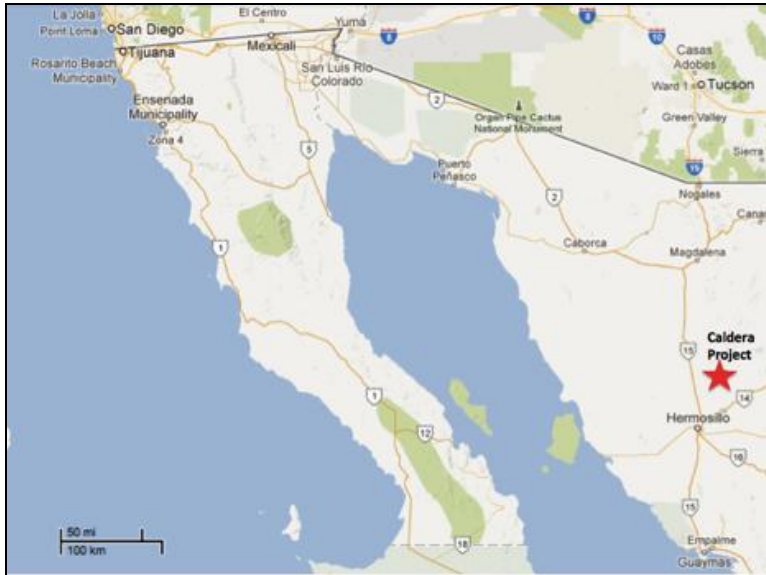 La Jolla
Point Loma
San Diego
El Centro
Yuma
8
8
10
Tijuana
Mexicali
Casas
Adobes
Rosarito Beach
Municipality
San Luis Río
Colorado
Ward 1
Tucson
Ensenada
Municipality
2
Organ Pipe Cactus
National Monument
Green Valley
Zona 4
5
Puerto
Peñasco
Sierra
15
Nogales
2
1
Caborca
Cana
Magdalena
15
Caldera
Project
1
14
12
Hermosillo
16
15
50 mi
100 km
18
Empalme
Guaymas